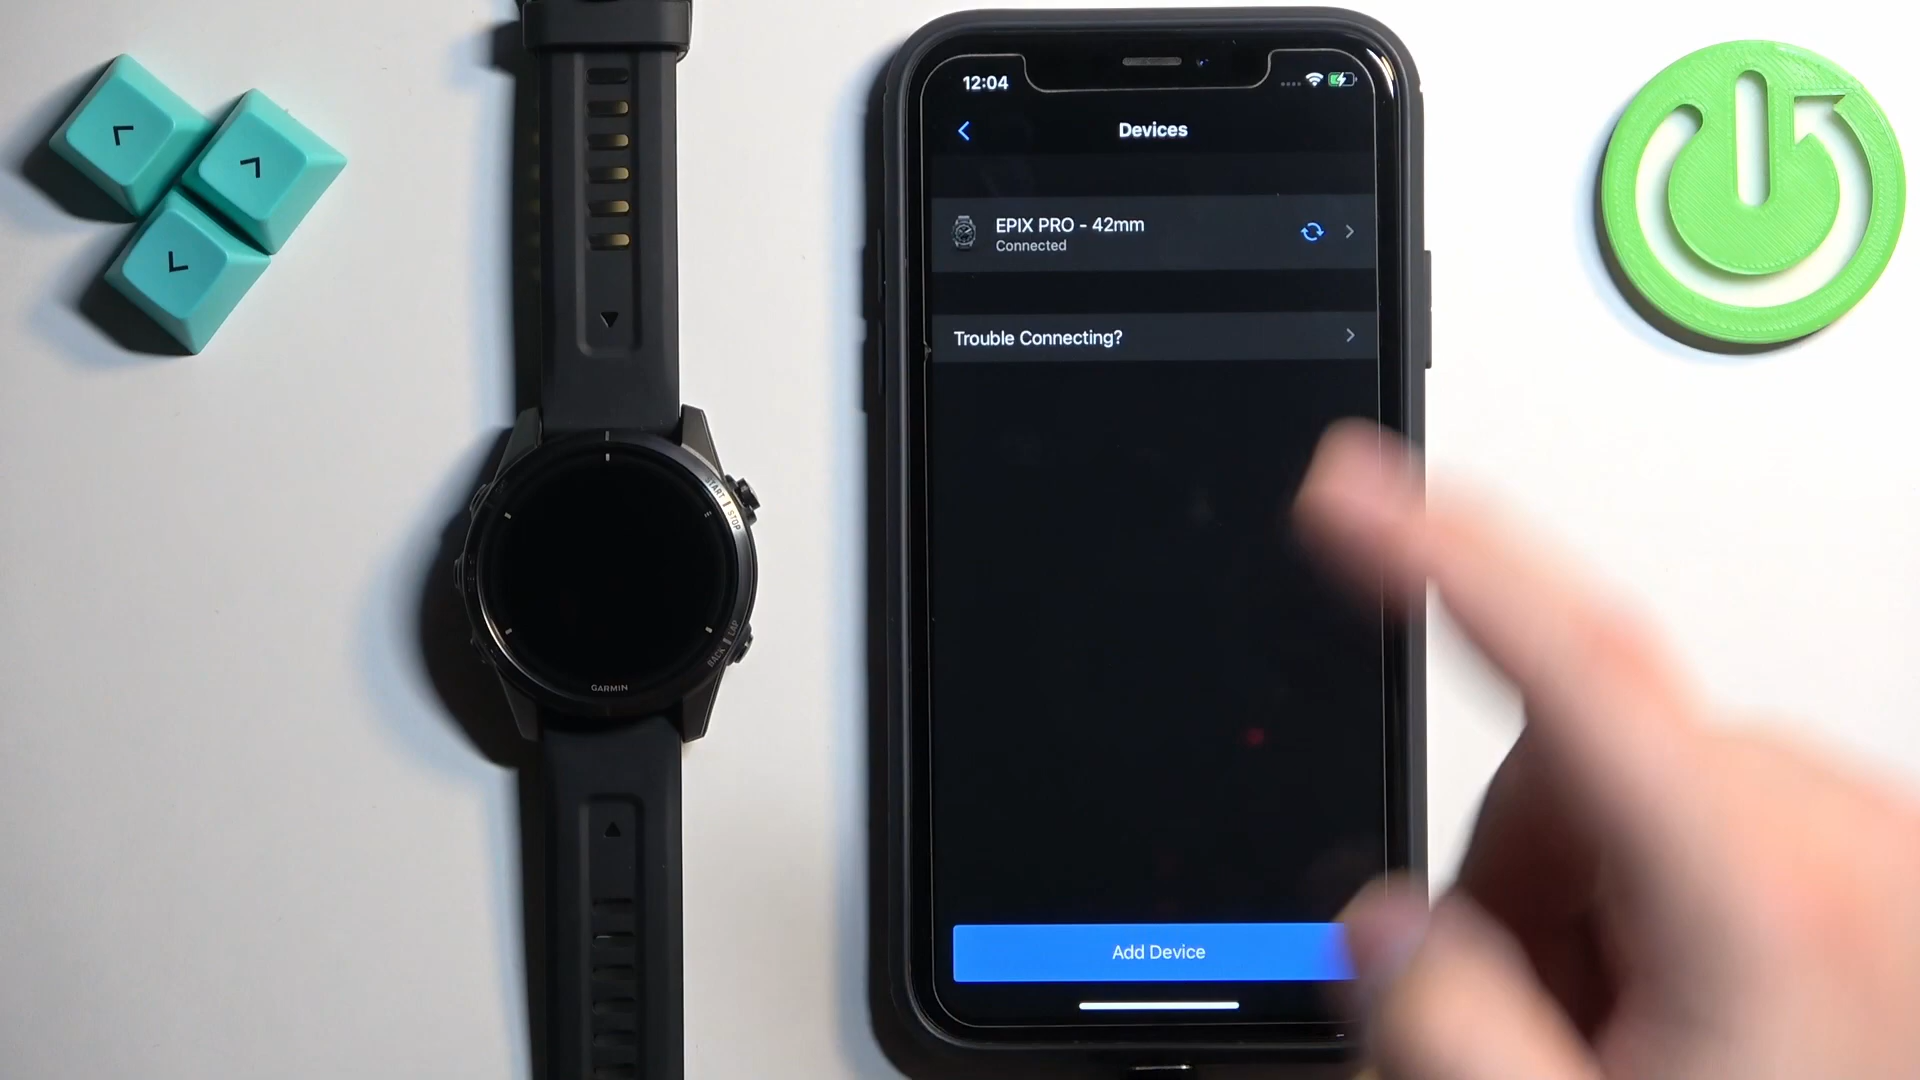 12:04
Devices
EPIX PRO - 42mm
Connected
Trouble Connecting?
Add Device
START
STOP
LAP
BACK
GARMIN